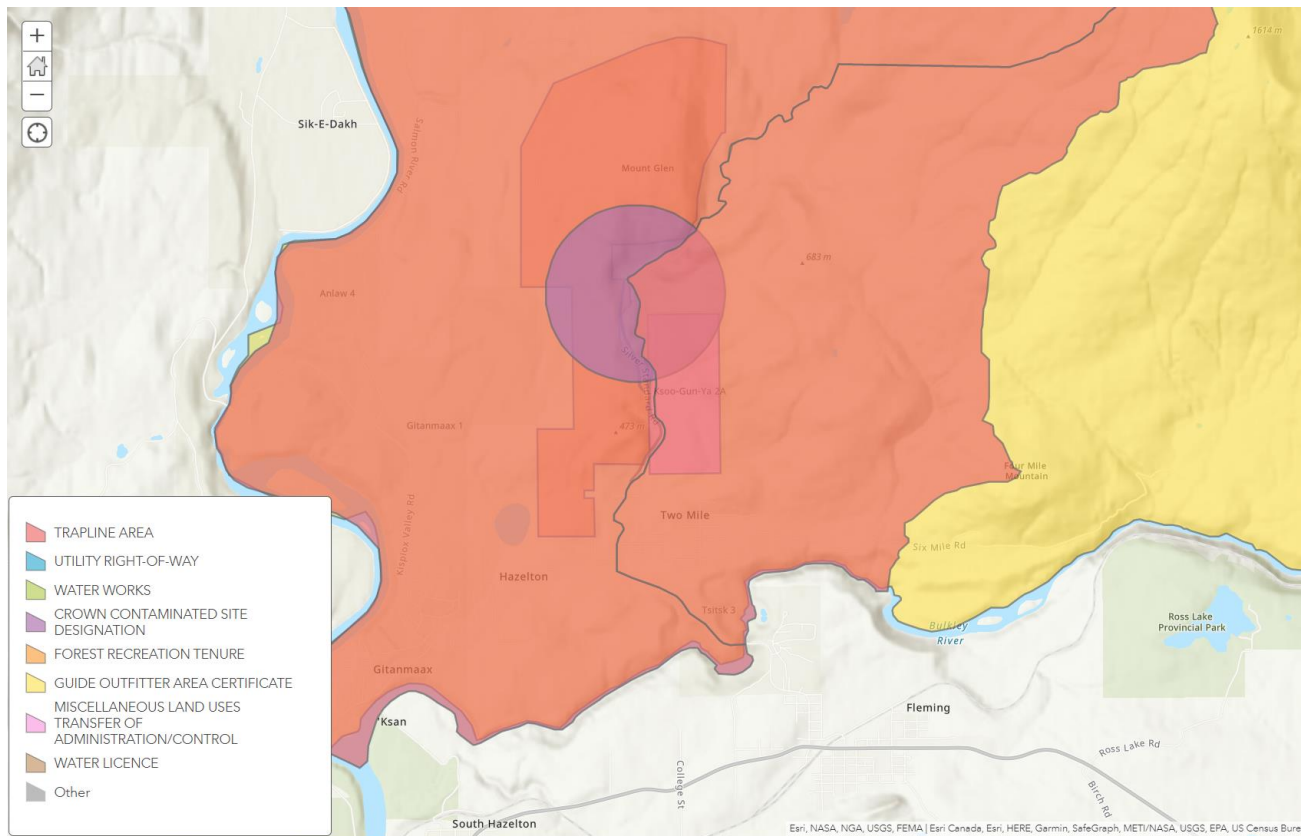 +
−
1614 m
Sik-E-Dakh
Salmon River Rd
Mount Glen
683 m
Anlaw 4
Ksoo-Gun-Ya 2A
Gitanmaax 1
473 m
Four Mile
Mountain
Kispiox Valley Rd
Two Mile
Six Mile Rd
Hazelton
Tsitsk 3
Bulkley
River
Ross Lake
Provincial Park
Gitanmaax
'Ksan
Fleming
Ross Lake Rd
College St
Birch Rd
South Hazelton
TRAPLINE AREA
UTILITY RIGHT-OF-WAY
WATER WORKS
CROWN CONTAMINATED SITE
DESIGNATION
FOREST RECREATION TENURE
GUIDE OUTFITTER AREA CERTIFICATE
MISCELLANEOUS LAND USES
TRANSFER OF
ADMINISTRATION/CONTROL
WATER LICENCE
Other
Esri, NASA, NGA, USGS, FEMA | Esri Canada, Esri, HERE, Garmin, SafeGraph, METI/NASA, USGS, EPA, US Census Bure